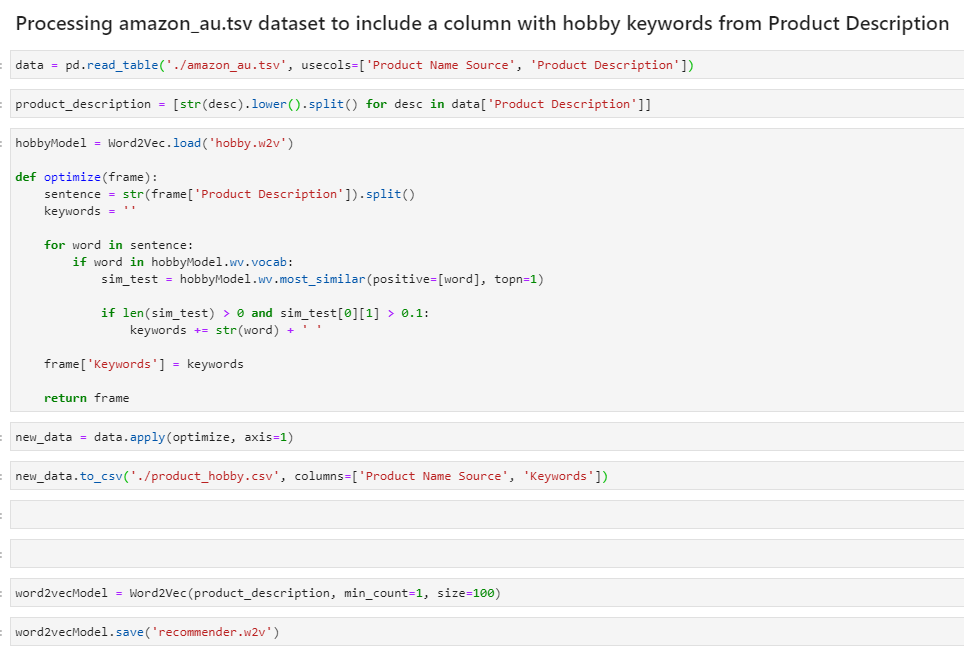 Processing amazon_au.tsv dataset to include a column with hobby keywords from Product Description
data = pd.read_table('./amazon_au.tsv', usecols=['Product Name Source', 'Product Description'])
product_description = [str(desc).lower().split() for desc in data['Product Description']]
hobbyModel = Word2Vec.load('hobby.w2v')
def optimize(frame):
    sentence = str(frame['Product Description']).split()
    keywords = ''
    for word in sentence:
        if word in hobbyModel.wv.vocab:
            sim_test = hobbyModel.wv.most_similar(positive=[word], topn=1)
            if len(sim_test) > 0 and sim_test[0][1] > 0.1:
                keywords += str(word) + ' '
    frame['Keywords'] = keywords
    return frame
new_data = data.apply(optimize, axis=1)
new_data.to_csv('./product_hobby.csv', columns=['Product Name Source', 'Keywords'])
word2vecModel = Word2Vec(product_description, min_count=1, size=100)
word2vecModel.save('recommender.w2v')